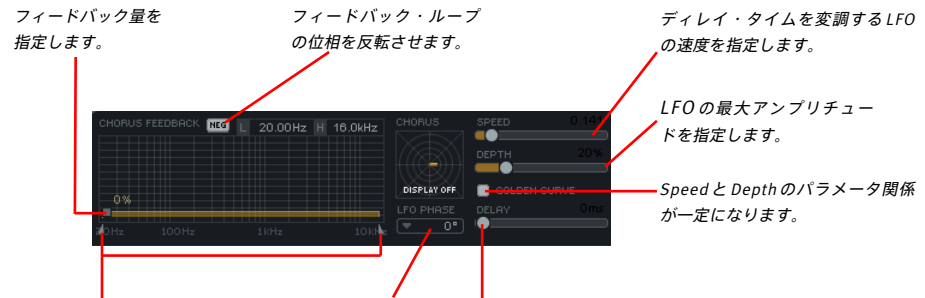 フィードバック量を
指定します。
フィードバック・ループ
の位相を反転させます。
ディレイ・タイムを変調するLFO
の速度を指定します。
LFO の最大アンプリチュー
ドを指定します。
SpeedとDepthのパラメータ関係
が一定になります。
CHORUS FEEDBACK NEG L 20.00Hz H 16.0kHz
0%
20Hz 100Hz 1kHz 10kHz
CHORUS
DISPLAY OFF
LFO PHASE
0°
SPEED
DEPTH 20%
GOLDEN CURVE
DELAY 0ms